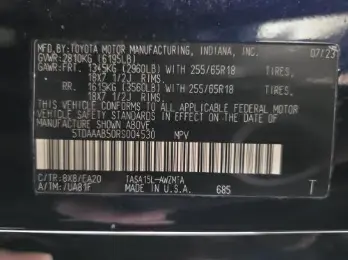 MFD.BY:TOYOTA MOTOR MANUFACTURING, INDIANA, INC. 07/23
GVWR:2810KG (6195LB)
GAWR:FRT. 1345KG (2960LB) WITH 255/65R18 TIRES,
18X7 1/2J RIMS.
RR. 1615KG (3560LB) WITH 255/65R18 TIRES,
18X7 1/2J RIMS.
THIS VEHICLE CONFORMS TO ALL APPLICABLE FEDERAL MOTOR
VEHICLE SAFETY STANDARDS IN EFFECT ON THE DATE OF
MANUFACTURE SHOWN ABOVE.
5TDAAAB50RS004530 MPV
C/TR:8X8/EA20 TASA15L-AWZMTA
A/TM:/UA81F MADE IN U.S.A. 685 T